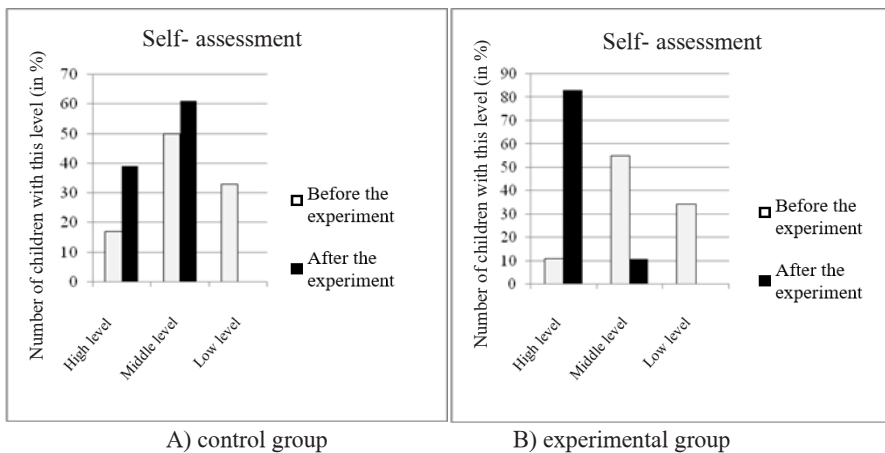 Self- assessment
Number of children with this level (in %)
70
60
50
40
30
20
10
0
High level
Middle level
Low level
Before the
experiment
After the
experiment
A) control group
Self- assessment
Number of children with this level (in %)
90
80
70
60
50
40
30
20
10
0
High level
Middle level
Low level
Before the
experiment
After the
experiment
B) experimental group